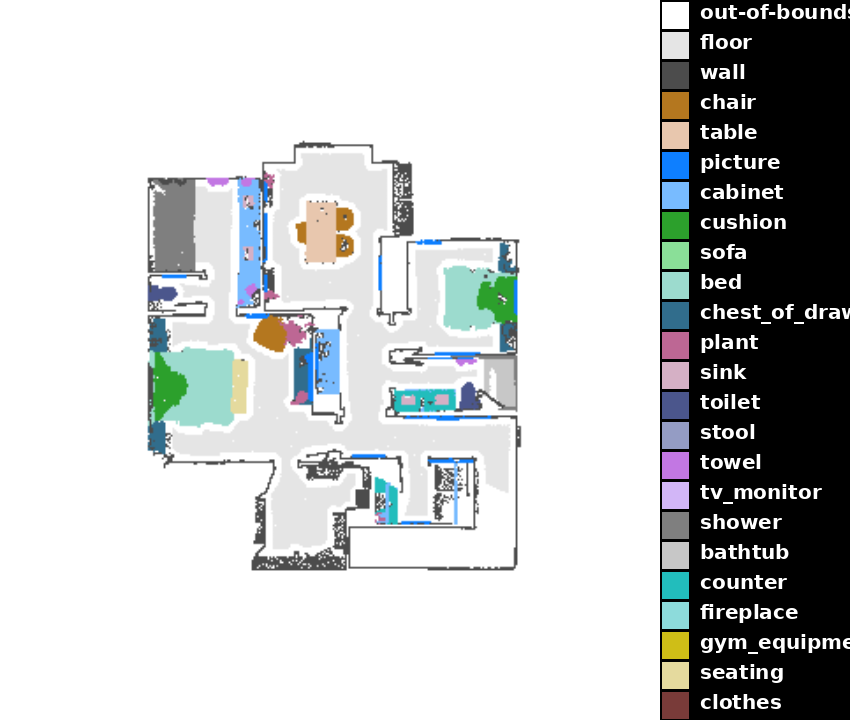 out-of-bounds
floor
wall
chair
table
picture
cabinet
cushion
sofa
bed
chest_of_draw
plant
sink
toilet
stool
towel
tv_monitor
shower
bathtub
counter
fireplace
gym_equipme
seating
clothes